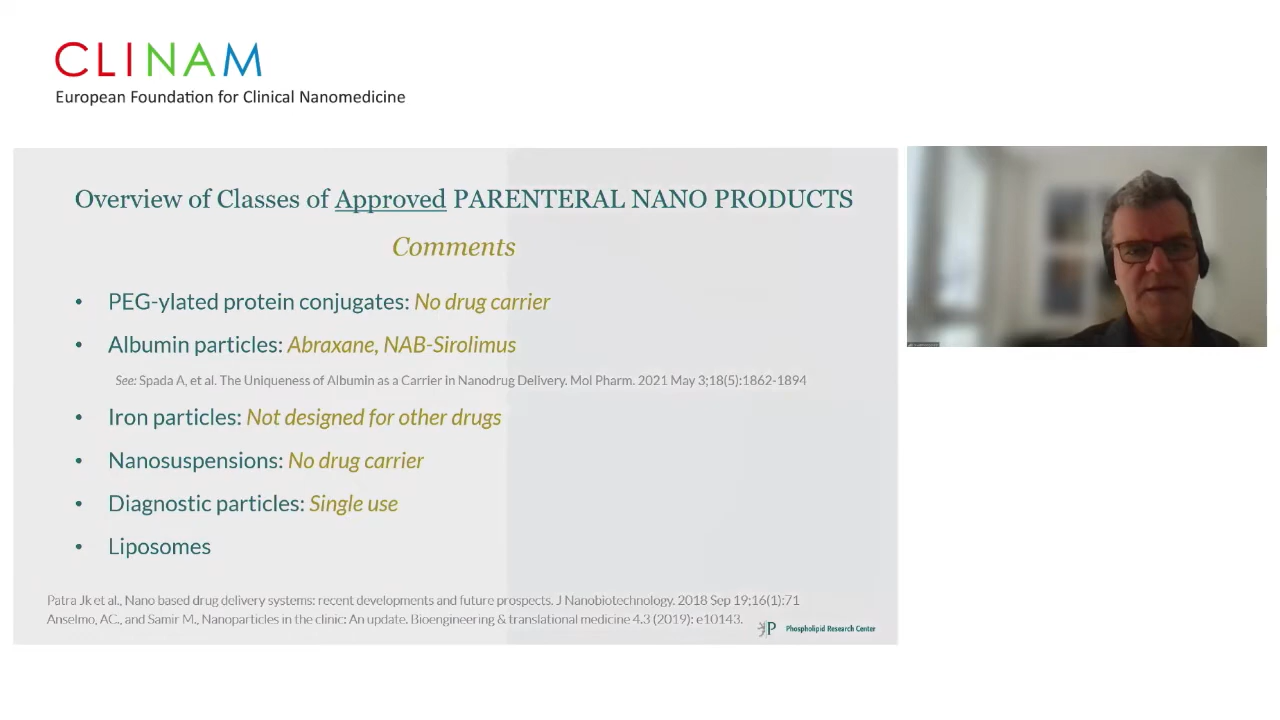 CLINAM
European Foundation for Clinical Nanomedicine
Overview of Classes of Approved PARENTERAL NANO PRODUCTS
Comments
• PEG-ylated protein conjugates: No drug carrier
• Albumin particles: Abraxane, NAB-Sirolimus
See: Spada A, et al. The Uniqueness of Albumin as a Carrier in Nanodrug Delivery. Mol Pharm. 2021 May 3;18(5):1862-1894
• Iron particles: Not designed for other drugs
• Nanosuspensions: No drug carrier
• Diagnostic particles: Single use
• Liposomes
Patra Jk et al., Nano based drug delivery systems: recent developments and future prospects. J Nanobiotechnology. 2018 Sep 19;16(1):71
Anselmo, AC., and Samir M., Nanoparticles in the clinic: An update. Bioengineering & translational medicine 4.3 (2019): e10143.
Phospholipid Research Center